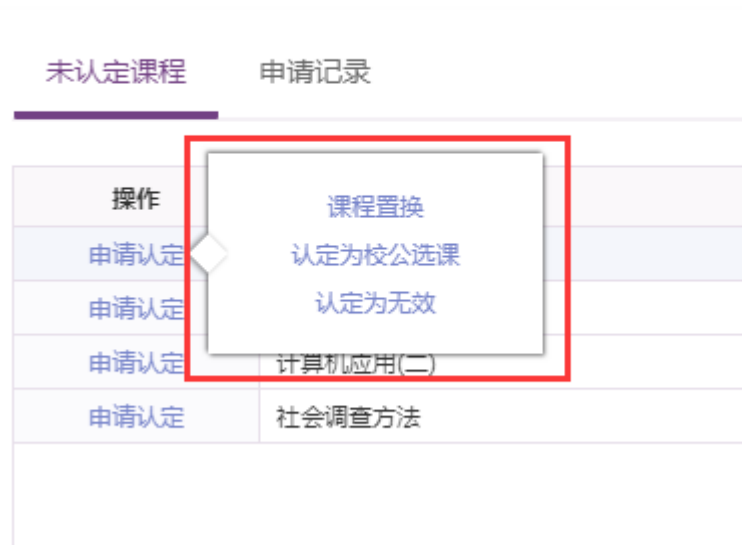 未认定课程 申请记录
操作
课程置换
申请认定 认定为校公选课
申请认定 认定为无效
申请认定 计算机应用(二)
申请认定 社会调查方法